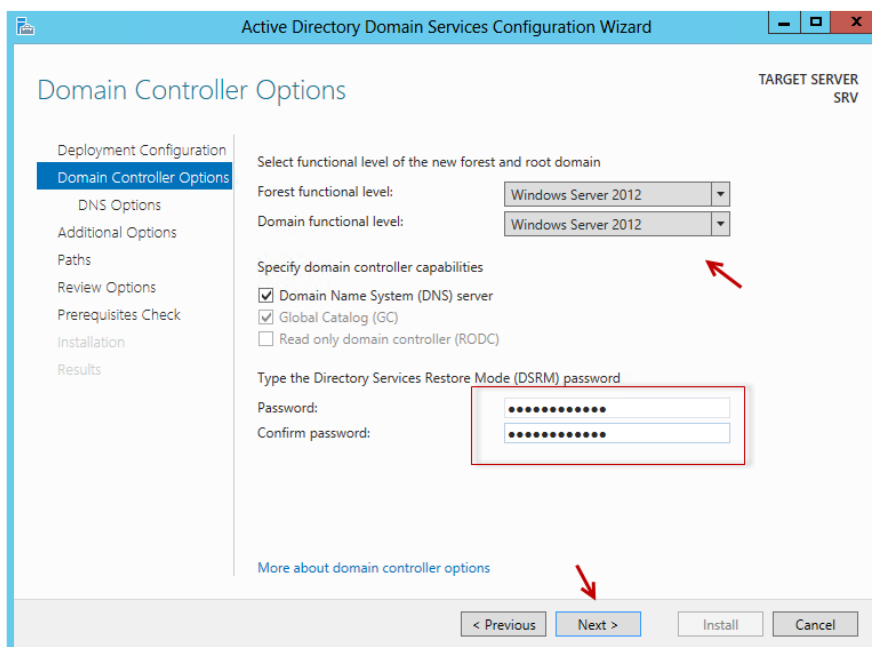 Active Directory Domain Services Configuration Wizard
Domain Controller Options
TARGET SERVER
SRV
Deployment Configuration
Domain Controller Options
DNS Options
Additional Options
Paths
Review Options
Prerequisites Check
Installation
Results
Select functional level of the new forest and root domain
Forest functional level: Windows Server 2012
Domain functional level: Windows Server 2012
Specify domain controller capabilities
Domain Name System (DNS) server
Global Catalog (GC)
Read only domain controller (RODC)
Type the Directory Services Restore Mode (DSRM) password
Password: ●●●●●●●●●●●●
Confirm password: ●●●●●●●●●●●●
More about domain controller options
< Previous Next > Install Cancel